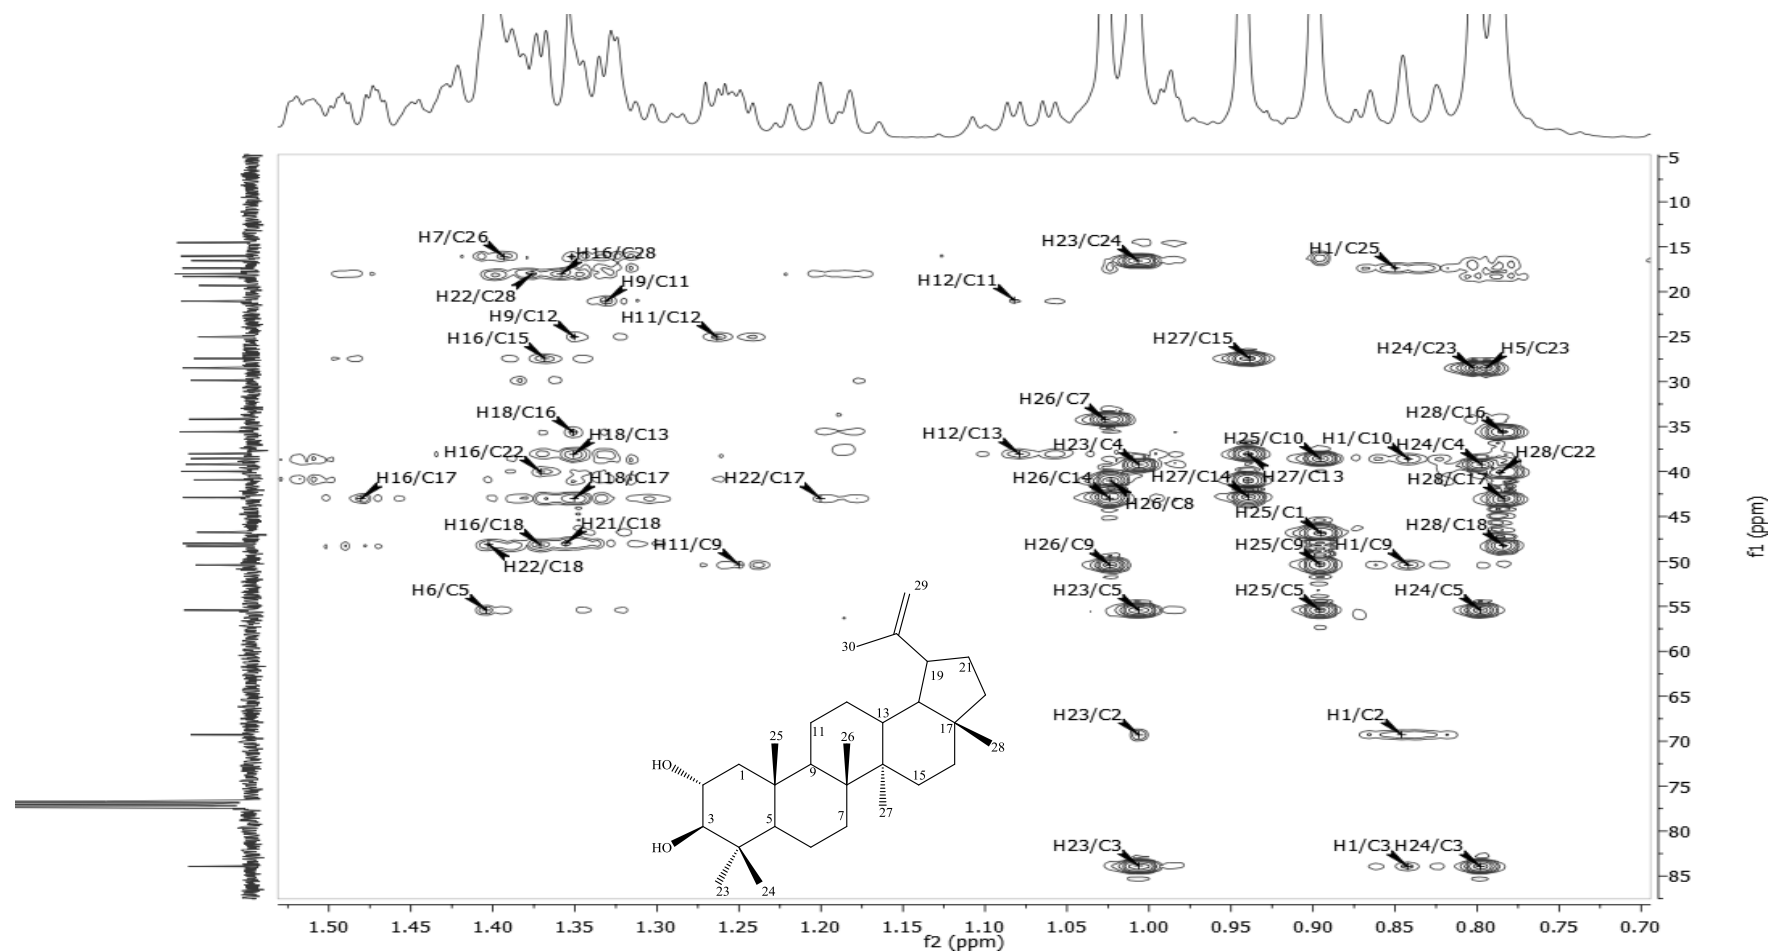 5
10
H7/C26
H16/C28
H23/C24
H1/C25
15
H22/C28
H9/C11
H12/C11
20
H9/C12
H11/C12
25
H16/C15
H27/C15
H24/C23
H5/C23
30
H26/C7
H18/C16
H28/C16
35
H18/C13
H12/C13
H23/C4
H25/C10
H1/C10
H24/C4
H16/C22
H28/C22
40
H16/C17
H18/C17
H22/C17
H26/C14
H27/C14
H27/C13
H28/C17
H26/C8
H25/C1
45
H16/C18
H21/C18
H28/C18
H22/C18
H11/C9
H26/C9
H25/C9
H1/C9
50
H6/C5
H23/C5
H25/C5
H24/C5
55
60
65
H23/C2
H1/C2
70
75
80
H23/C3
H1/C3
H24/C3
85
f1 (ppm)
29
30
19
21
13
17
28
11
25
26
HO
1
9
15
27
3
5
7
HO
23
24
1.50 1.45 1.40 1.35 1.30 1.25 1.20 1.15 1.10 1.05 1.00 0.95 0.90 0.85 0.80 0.75 0.70
f2 (ppm)